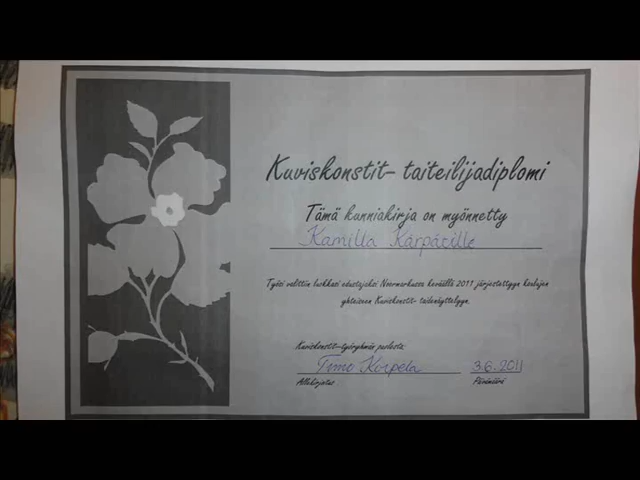 Kuviskonstit- taiteilijadiplomi
Tämä kunniakirja on myönnetty
Kamilla Kárpácille
Työsi valittiin luokkasi edustajaksi Noormarkussa keväällä 2011 järjestettyyn koulujen
yhteiseen Kuviskonstit- taidenäyttelyyn.
Kuviskonstit-työryhmän puolesta:
Timo Korpela 3.6.2011
Allekirjoitus Päivämäärä